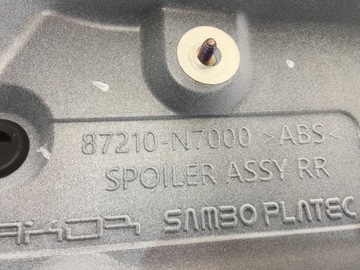 87210-N7000 >ABS<
SPOILER ASSY RR
SAMBO PLATEC